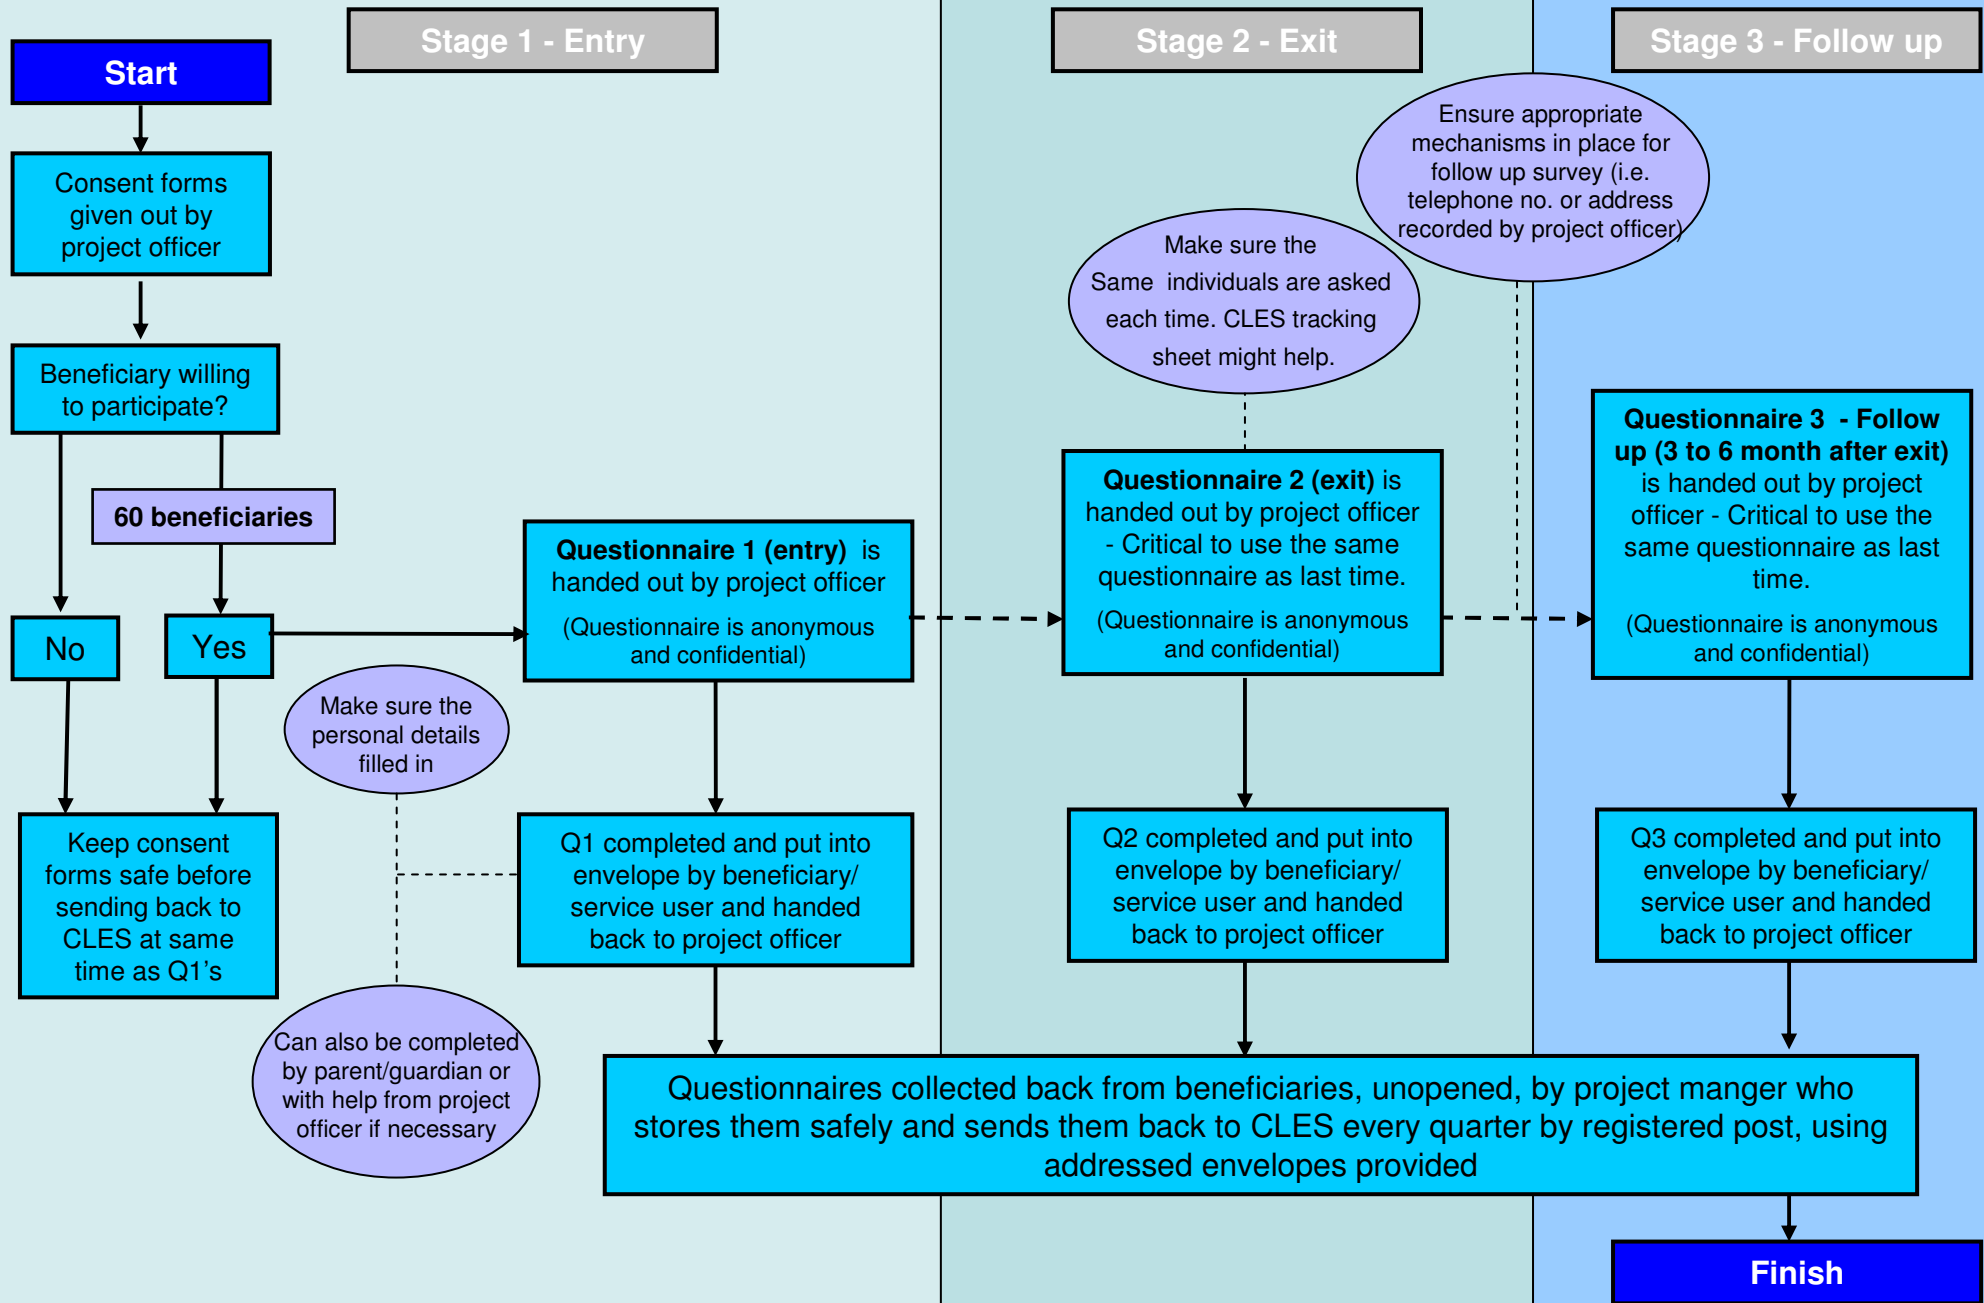 Stage 1 - Entry
Stage 2 - Exit
Stage 3 - Follow up
Start
Consent forms
given out by
project officer
Beneficiary willing
to participate?
60 beneficiaries
No
Yes
Keep consent
forms safe before
sending back to
CLES at same
time as Q1's
Questionnaire 1 (entry)  is
handed out by project officer
(Questionnaire is anonymous
and confidential)
Make sure the
personal details
filled in
Q1 completed and put into
envelope by beneficiary/
service user and handed
back to project officer
Can also be completed
by parent/guardian or
with help from project
officer if necessary
Make sure the
Same  individuals are asked
each time. CLES tracking
sheet might help.
Questionnaire 2 (exit) is
handed out by project officer
- Critical to use the same
questionnaire as last time.
(Questionnaire is anonymous
and confidential)
Q2 completed and put into
envelope by beneficiary/
service user and handed
back to project officer
Ensure appropriate
mechanisms in place for
follow up survey (i.e.
telephone no. or address
recorded by project officer)
Questionnaire 3  - Follow
up (3 to 6 month after exit)
is handed out by project
officer - Critical to use the
same questionnaire as last
time.
(Questionnaire is anonymous
and confidential)
Q3 completed and put into
envelope by beneficiary/
service user and handed
back to project officer
Questionnaires collected back from beneficiaries, unopened, by project manger who
stores them safely and sends them back to CLES every quarter by registered post, using
addressed envelopes provided
Finish